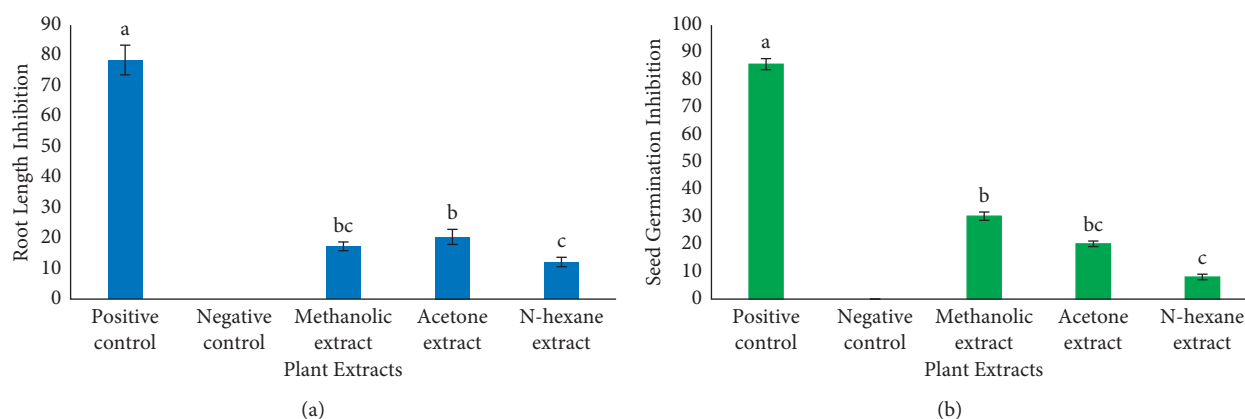 90
80
70
60
50
40
30
20
10
0
Root Length Inhibition
a
bc
b
c
Positive control
Negative control
Methanolic extract
Acetone extract
N-hexane extract
Plant Extracts
(a)
100
90
80
70
60
50
40
30
20
10
0
Seed Germination Inhibition
a
b
bc
c
Positive control
Negative control
Methanolic extract
Acetone extract
N-hexane extract
Plant Extracts
(b)